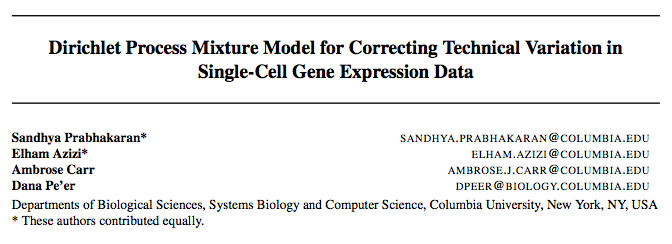 Dirichlet Process Mixture Model for Correcting Technical Variation in
Single-Cell Gene Expression Data
Sandhya Prabhakaran* SANDHYA.PRABHAKARAN@COLUMBIA.EDU
Elham Azizi* ELHAM.AZIZI@COLUMBIA.EDU
Ambrose Carr AMBROSE.J.CARR@COLUMBIA.EDU
Dana Pe'er DPEER@BIOLOGY.COLUMBIA.EDU
Departments of Biological Sciences, Systems Biology and Computer Science, Columbia University, New York, NY, USA
* These authors contributed equally.